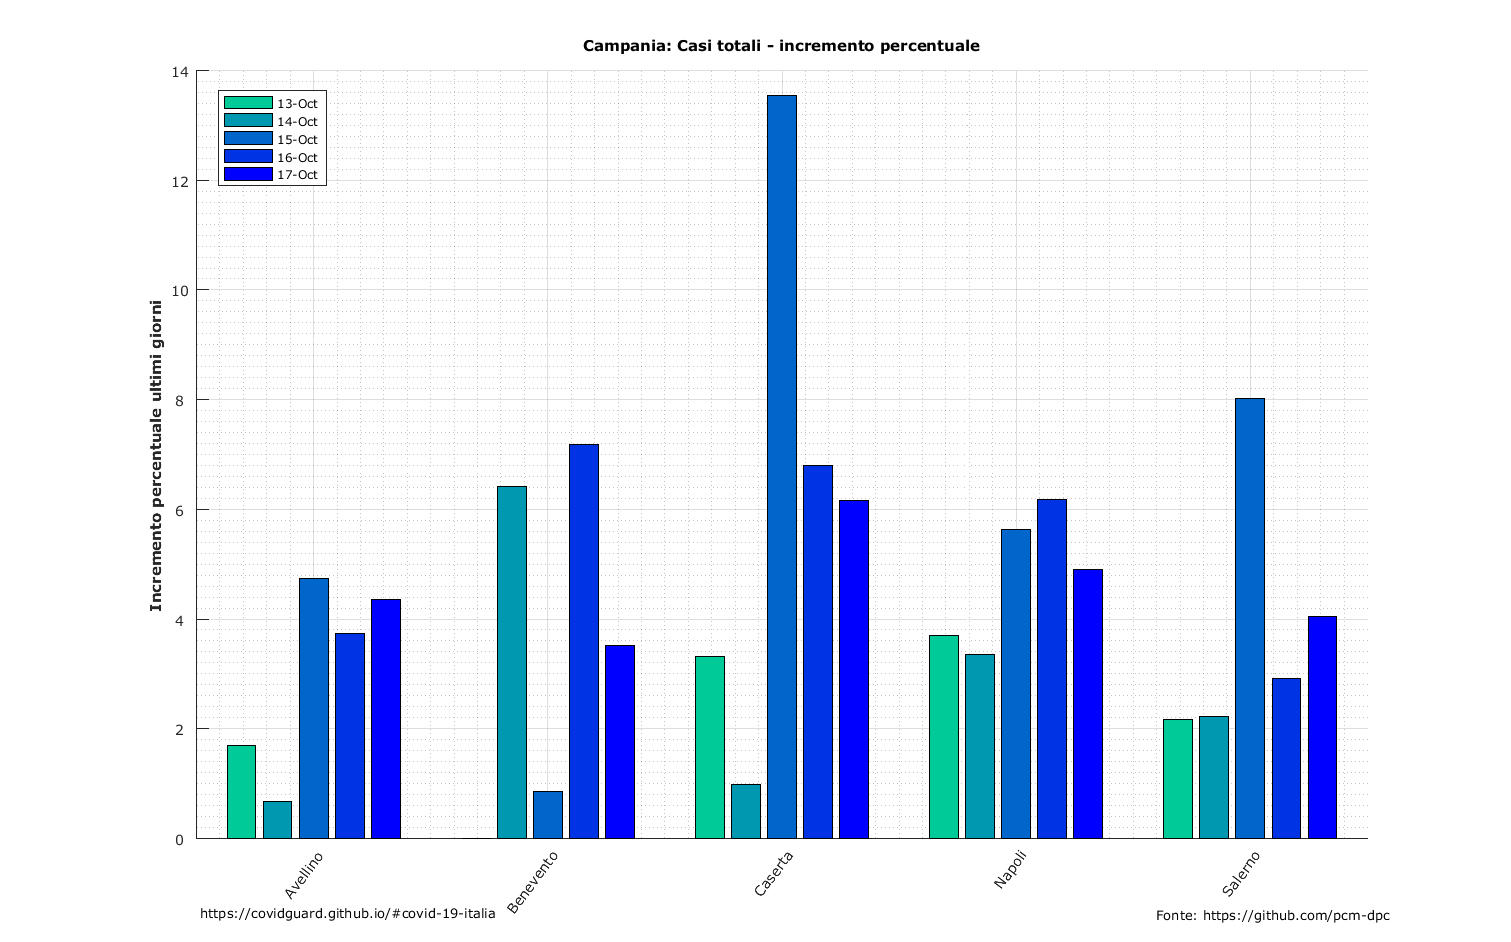 Campania: Casi totali - incremento percentuale
14
12
10
8
6
4
2
0
Incremento percentuale ultimi giorni
13-Oct
14-Oct
15-Oct
16-Oct
17-Oct
Avellino
Benevento
Caserta
Napoli
Salerno
https://covidguard.github.io/#covid-19-italia
Fonte: https://github.com/pcm-dpc